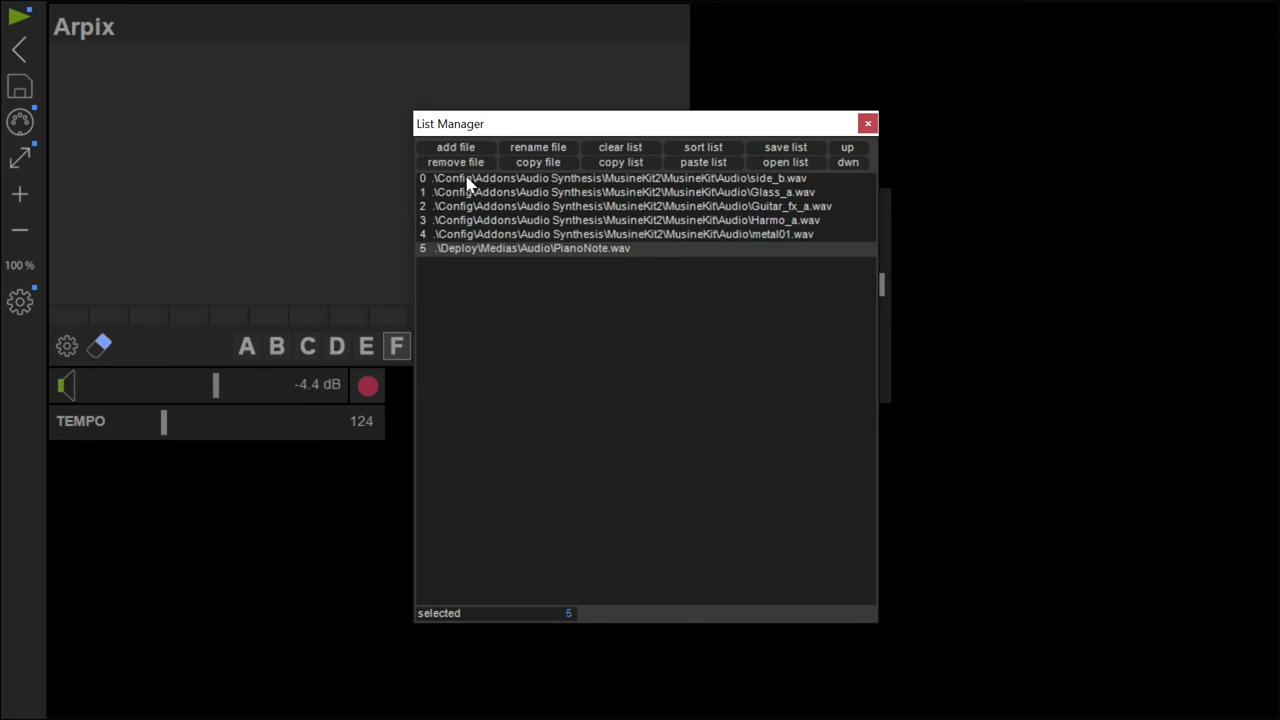 Arpix
List Manager
add file rename file clear list sort list save list up
remove file copy file copy list paste list open list dwn
0 .\Config\Addons\Audio Synthesis\MusineKit2\MusineKit\Audio\side_b.wav
1 .\Config\Addons\Audio Synthesis\MusineKit2\MusineKit\Audio\Glass_a.wav
2 .\Config\Addons\Audio Synthesis\MusineKit2\MusineKit\Audio\Guitar_fx_a.wav
3 .\Config\Addons\Audio Synthesis\MusineKit2\MusineKit\Audio\Harmo_a.wav
4 .\Config\Addons\Audio Synthesis\MusineKit2\MusineKit\Audio\metal01.wav
5 .\Deploy\Medias\Audio\PianoNote.wav
100 %
A B C D E F
-4.4 dB
TEMPO 124
selected 5